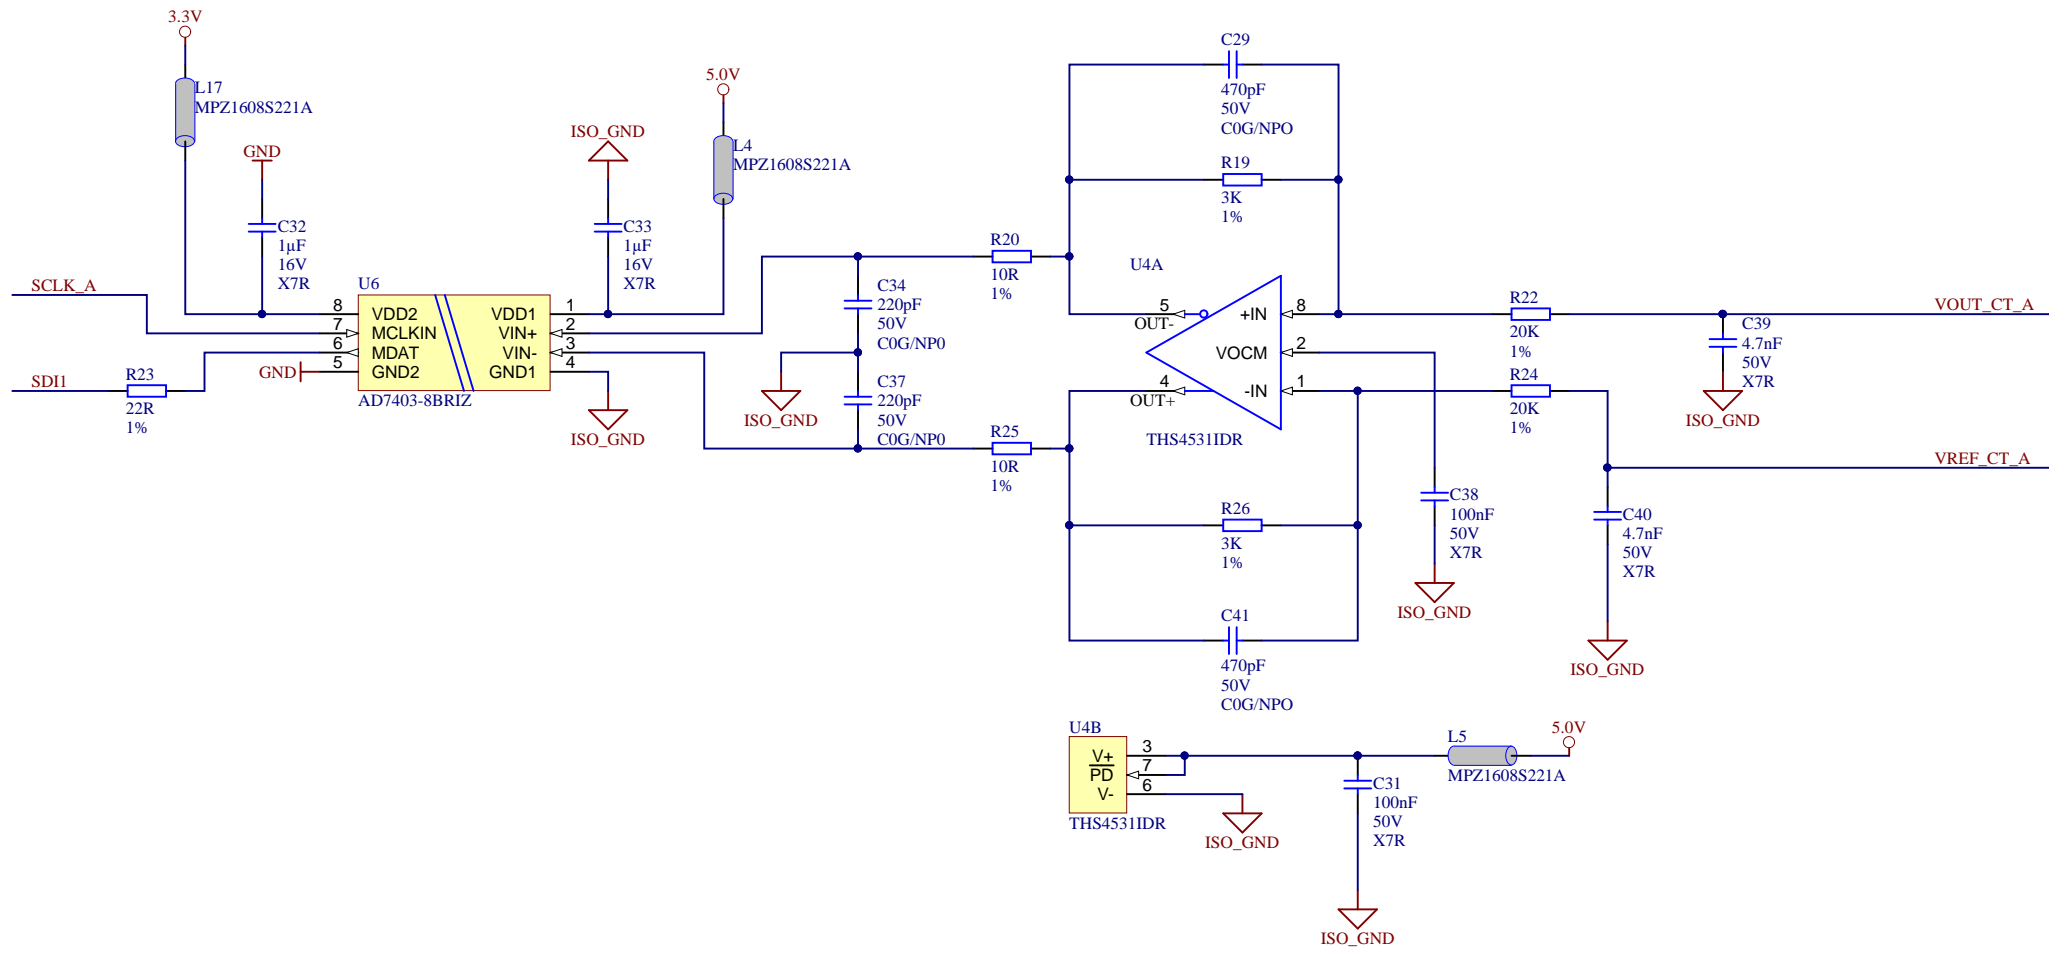 3.3V
L17
MPZ1608S221A
GND
C32
1µF
16V
X7R
ISO_GND
C33
1µF
16V
X7R
5.0V
L4
MPZ1608S221A
SCLK_A
SDI1
R23
22R
1%
GND
U6
8
7
6
5
VDD2
MCLKIN
MDAT
GND2
VDD1
VIN+
VIN-
GND1
1
2
3
4
AD7403-8BRIZ
ISO_GND
C34
220pF
50V
C0G/NP0
C37
220pF
50V
C0G/NP0
ISO_GND
R20
10R
1%
R25
10R
1%
C29
470pF
50V
C0G/NPO
R19
3K
1%
U4A
5
OUT-
4
OUT+
+IN
VOCM
-IN
8
2
1
THS4531IDR
R26
3K
1%
C41
470pF
50V
C0G/NPO
R22
20K
1%
R24
20K
1%
C38
100nF
50V
X7R
ISO_GND
C39
4.7nF
50V
X7R
ISO_GND
C40
4.7nF
50V
X7R
ISO_GND
VOUT_CT_A
VREF_CT_A
U4B
V+
PD
V-
3
7
6
THS4531IDR
ISO_GND
C31
100nF
50V
X7R
ISO_GND
L5
MPZ1608S221A
5.0V